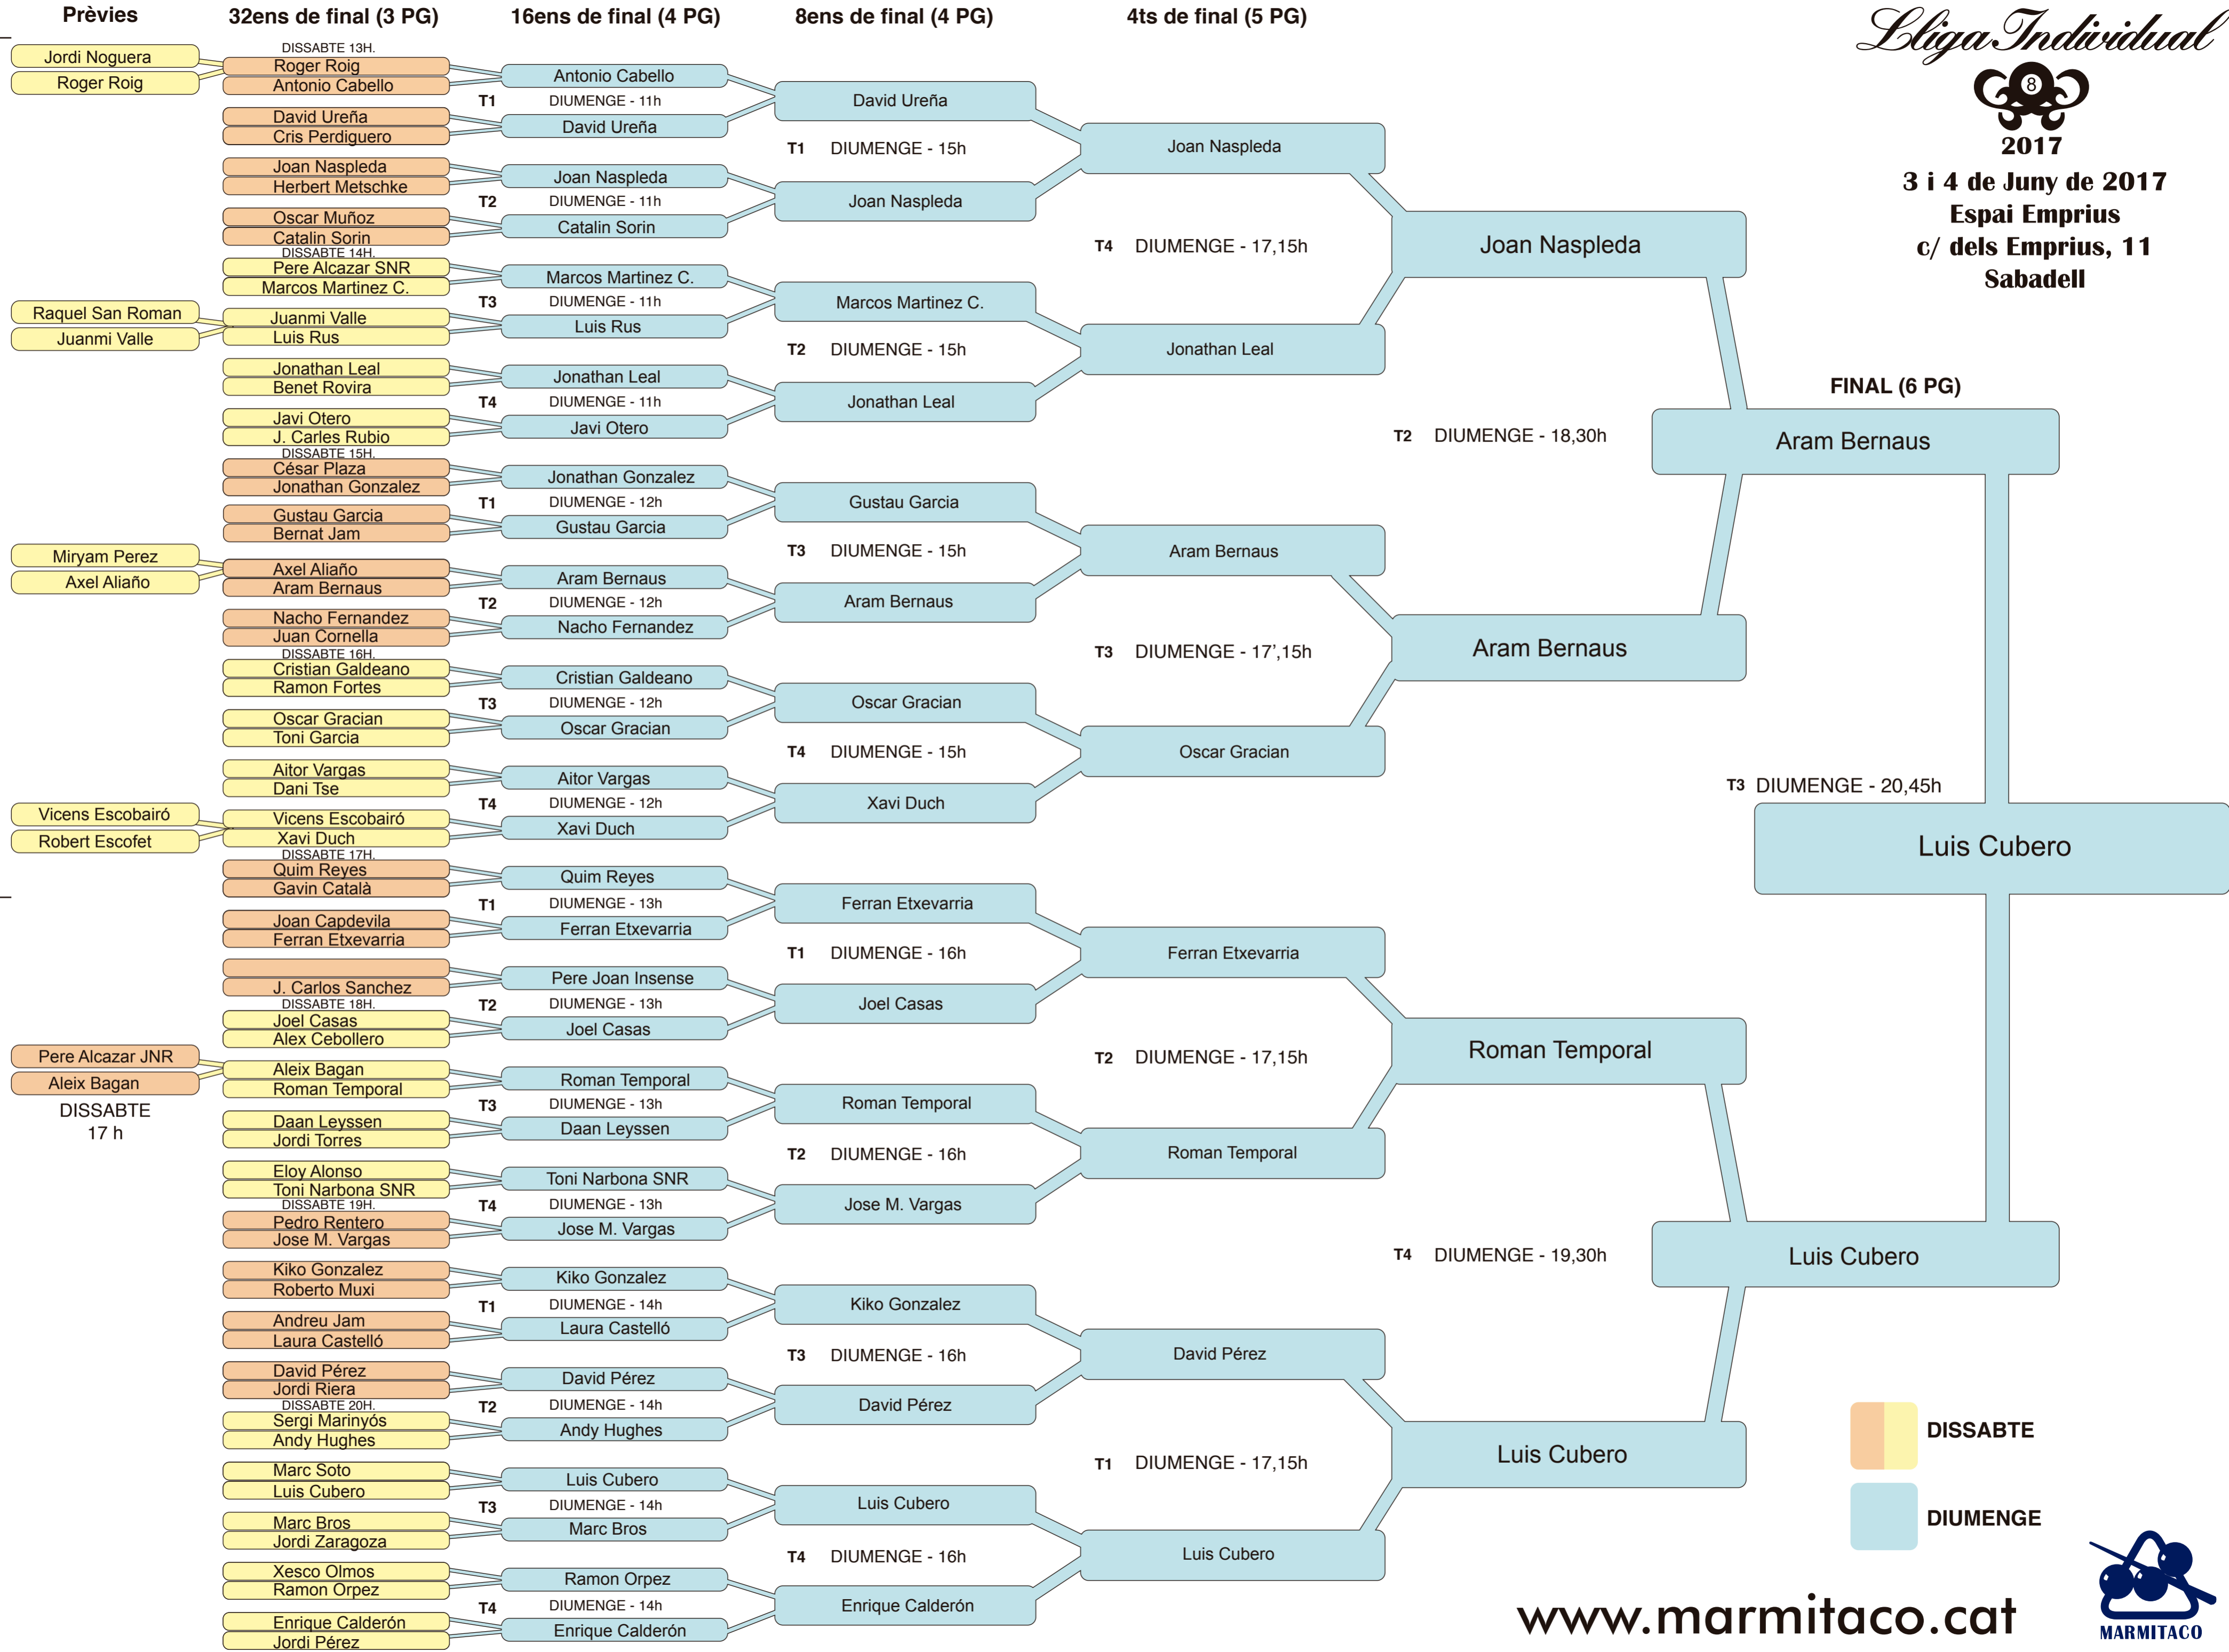 Prèvies
32ens de final (3 PG)
16ens de final (4 PG)
8ens de final (4 PG)
4ts de final (5 PG)
Lliga Individual
8
2017
3 i 4 de Juny de 2017
Espai Emprius
c/ dels Emprius, 11
Sabadell
Jordi Noguera
Roger Roig
Raquel San Roman
Juanmi Valle
Miryam Perez
Axel Aliaño
Vicens Escobairó
Robert Escofet
Pere Alcazar JNR
Aleix Bagan
DISSABTE
17 h
DISSABTE 13H.
Roger Roig
Antonio Cabello
David Ureña
Cris Perdiguero
Joan Naspleda
Herbert Metschke
Oscar Muñoz
Catalin Sorin
DISSABTE 14H.
Pere Alcazar SNR
Marcos Martinez C.
Juanmi Valle
Luis Rus
Jonathan Leal
Benet Rovira
Javi Otero
J. Carles Rubio
DISSABTE 15H.
César Plaza
Jonathan Gonzalez
Gustau Garcia
Bernat Jam
Axel Aliaño
Aram Bernaus
Nacho Fernandez
Juan Cornella
DISSABTE 16H.
Cristian Galdeano
Ramon Fortes
Oscar Gracian
Toni Garcia
Aitor Vargas
Dani Tse
Vicens Escobairó
Xavi Duch
DISSABTE 17H.
Quim Reyes
Gavin Català
Joan Capdevila
Ferran Etxevarria
J. Carlos Sanchez
DISSABTE 18H.
Joel Casas
Alex Cebollero
Aleix Bagan
Roman Temporal
Daan Leyssen
Jordi Torres
Eloy Alonso
Toni Narbona SNR
DISSABTE 19H.
Pedro Rentero
Jose M. Vargas
Kiko Gonzalez
Roberto Muxi
Andreu Jam
Laura Castelló
David Pérez
Jordi Riera
DISSABTE 20H.
Sergi Marinyós
Andy Hughes
Marc Soto
Luis Cubero
Marc Bros
Jordi Zaragoza
Xesco Olmos
Ramon Orpez
Enrique Calderón
Jordi Pérez
Antonio Cabello
T1 DIUMENGE - 11h
David Ureña
Joan Naspleda
T2 DIUMENGE - 11h
Catalin Sorin
Marcos Martinez C.
T3 DIUMENGE - 11h
Luis Rus
Jonathan Leal
T4 DIUMENGE - 11h
Javi Otero
Jonathan Gonzalez
T1 DIUMENGE - 12h
Gustau Garcia
Aram Bernaus
T2 DIUMENGE - 12h
Nacho Fernandez
Cristian Galdeano
T3 DIUMENGE - 12h
Oscar Gracian
Aitor Vargas
T4 DIUMENGE - 12h
Xavi Duch
Quim Reyes
T1 DIUMENGE - 13h
Ferran Etxevarria
Pere Joan Insense
T2 DIUMENGE - 13h
Joel Casas
Roman Temporal
T3 DIUMENGE - 13h
Daan Leyssen
Toni Narbona SNR
T4 DIUMENGE - 13h
Jose M. Vargas
Kiko Gonzalez
T1 DIUMENGE - 14h
Laura Castelló
David Pérez
T2 DIUMENGE - 14h
Andy Hughes
Luis Cubero
T3 DIUMENGE - 14h
Marc Bros
Ramon Orpez
T4 DIUMENGE - 14h
Enrique Calderón
David Ureña
T1 DIUMENGE - 15h
Joan Naspleda
Marcos Martinez C.
T2 DIUMENGE - 15h
Jonathan Leal
Gustau Garcia
T3 DIUMENGE - 15h
Aram Bernaus
Oscar Gracian
T4 DIUMENGE - 15h
Xavi Duch
Ferran Etxevarria
T1 DIUMENGE - 16h
Joel Casas
Roman Temporal
T2 DIUMENGE - 16h
Jose M. Vargas
Kiko Gonzalez
T3 DIUMENGE - 16h
David Pérez
Luis Cubero
T4 DIUMENGE - 16h
Enrique Calderón
Joan Naspleda
T4 DIUMENGE - 17,15h
Jonathan Leal
Aram Bernaus
T3 DIUMENGE - 17',15h
Oscar Gracian
Ferran Etxevarria
T2 DIUMENGE - 17,15h
Roman Temporal
David Pérez
T1 DIUMENGE - 17,15h
Luis Cubero
Joan Naspleda
T2 DIUMENGE - 18,30h
Aram Bernaus
Roman Temporal
T4 DIUMENGE - 19,30h
Luis Cubero
FINAL (6 PG)
Aram Bernaus
T3 DIUMENGE - 20,45h
Luis Cubero
Luis Cubero
DISSABTE
DIUMENGE
www.marmitaco.cat
MARMITACO